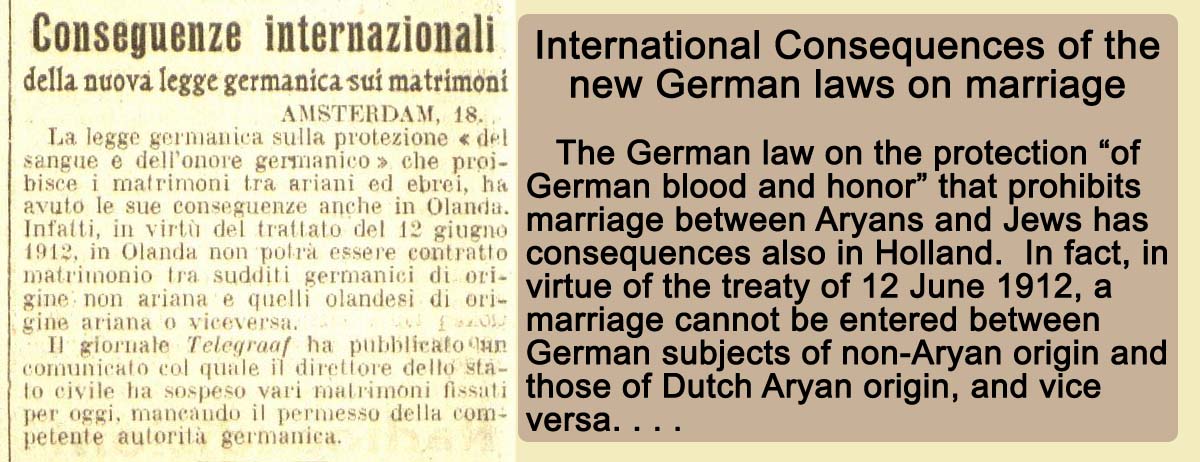 Conseguenze internazionali
della nuova legge germanica sui matrimoni
AMSTERDAM, 18.
La legge germanica sulla protezione « del
sangue e dell'onore germanico » che proi-
bisce i matrimoni tra ariani ed ebrei, ha
avuto le sue conseguenze anche in Olanda.
Infatti, in virtù del trattato del 12 giugno
1912, in Olanda non potrà essere contratto
matrimonio tra sudditi germanici di ori-
gine non ariana e quelli olandesi di ori-
gine ariana o viceversa.
Il giornale Telegraaf ha pubblicato un
comunicato col quale il direttore dello sta-
to civile ha sospeso vari matrimoni fissati
per oggi, mancando il permesso della com-
petente autorità germanica.
International Consequences of the
new German laws on marriage
The German law on the protection “of
German blood and honor” that prohibits
marriage between Aryans and Jews has
consequences also in Holland.  In fact, in
virtue of the treaty of 12 June 1912, a
marriage cannot be entered between
German subjects of non-Aryan origin and
those of Dutch Aryan origin, and vice
versa. . . .